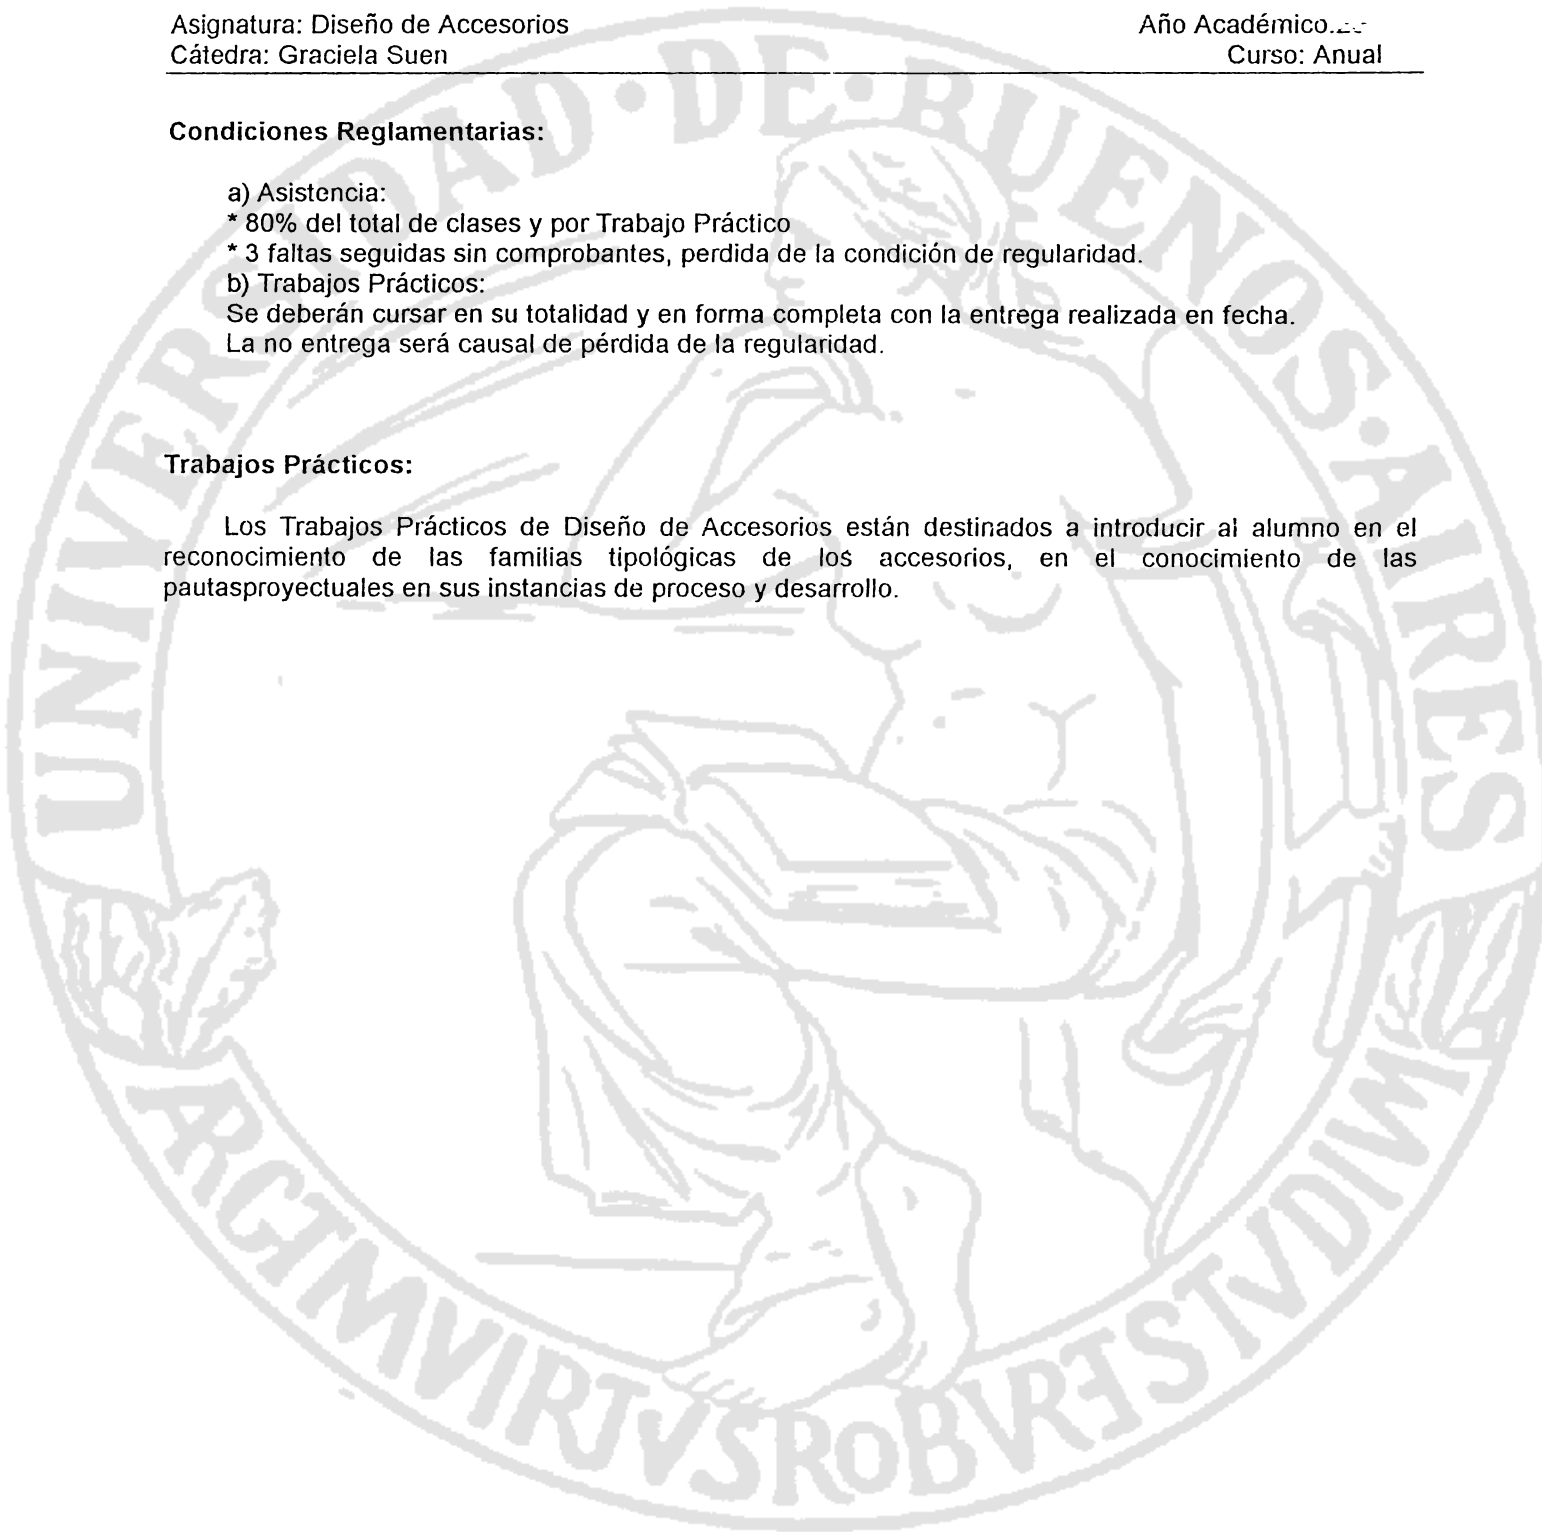 Asignatura: Diseño de Accesorios Año Académico
Cátedra: Graciela Suen Curso: Anual
Condiciones Reglamentarias:
a) Asistencia:
* 80% del total de clases y por Trabajo Práctico
* 3 faltas seguidas sin comprobantes, perdida de la condición de regularidad.
b) Trabajos Prácticos:
Se deberán cursar en su totalidad y en forma completa con la entrega realizada en fecha.
La no entrega será causal de pérdida de la regularidad.
Trabajos Prácticos:
Los Trabajos Prácticos de Diseño de Accesorios están destinados a introducir al alumno en el
reconocimiento de las familias tipológicas de los accesorios, en el conocimiento de las
pautasproyectuales en sus instancias de proceso y desarrollo.
UNIVERSIDAD·DE·BUENOS·AIRES
ARGTMVIRTVSROBVRETSTVDIVM